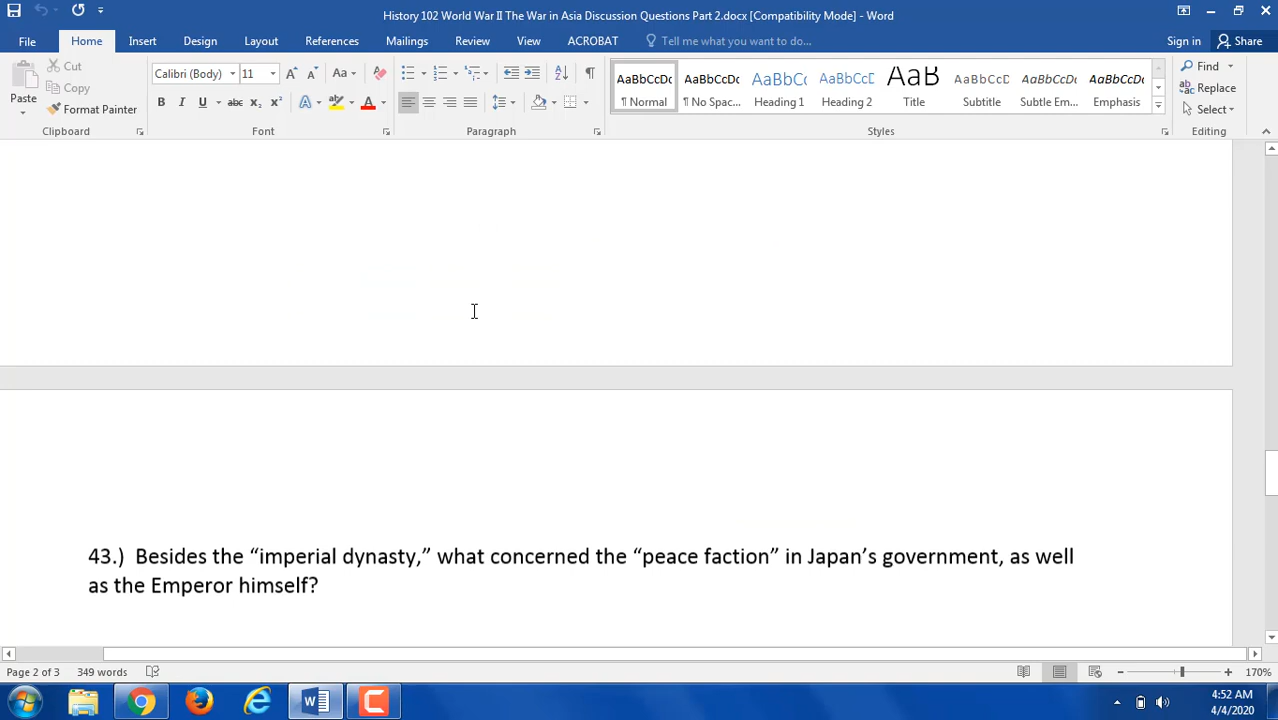 History 102 World War II The War in Asia Discussion Questions Part 2.docx [Compatibility Mode] - Word
File Home Insert Design Layout References Mailings Review View ACROBAT Tell me what you want to do... Sign in Share
Paste
Cut
Copy
Format Painter
Clipboard
Calibri (Body) 11
Font
Paragraph
AaBbCcDc AaBbCcDc AaBbCc AaBbCcD AaB AaBbCcD AaBbCcDc AaBbCcDc
¶ Normal ¶ No Spac... Heading 1 Heading 2 Title Subtitle Subtle Em... Emphasis
Styles
Find
Replace
Select
Editing
43.) Besides the “imperial dynasty,” what concerned the “peace faction” in Japan’s government, as well
as the Emperor himself?
Page 2 of 3 349 words 170%
4:52 AM
4/4/2020